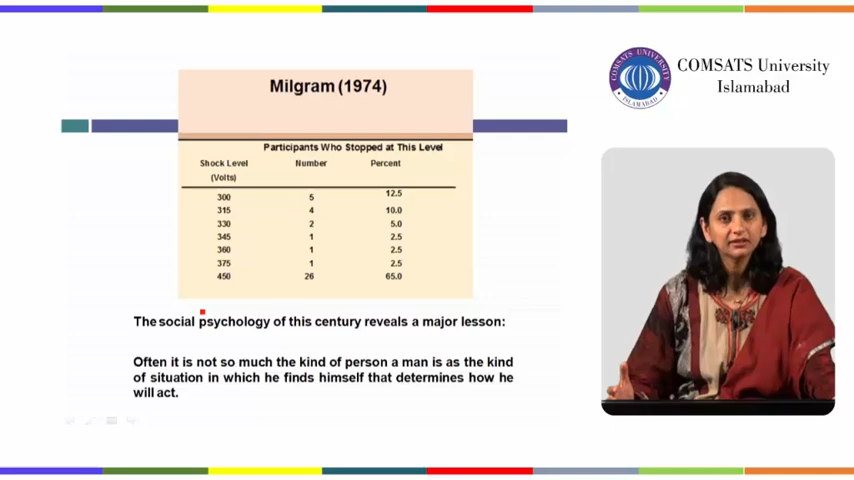 COMSATS University
Islamabad
COMSATS UNIVERSITY
ISLAMABAD
Milgram (1974)
Participants Who Stopped at This Level
Shock Level Number Percent
(Volts)
300 5 12.5
315 4 10.0
330 2 5.0
345 1 2.5
360 1 2.5
375 1 2.5
450 26 65.0
The social psychology of this century reveals a major lesson:
Often it is not so much the kind of person a man is as the kind
of situation in which he finds himself that determines how he
will act.